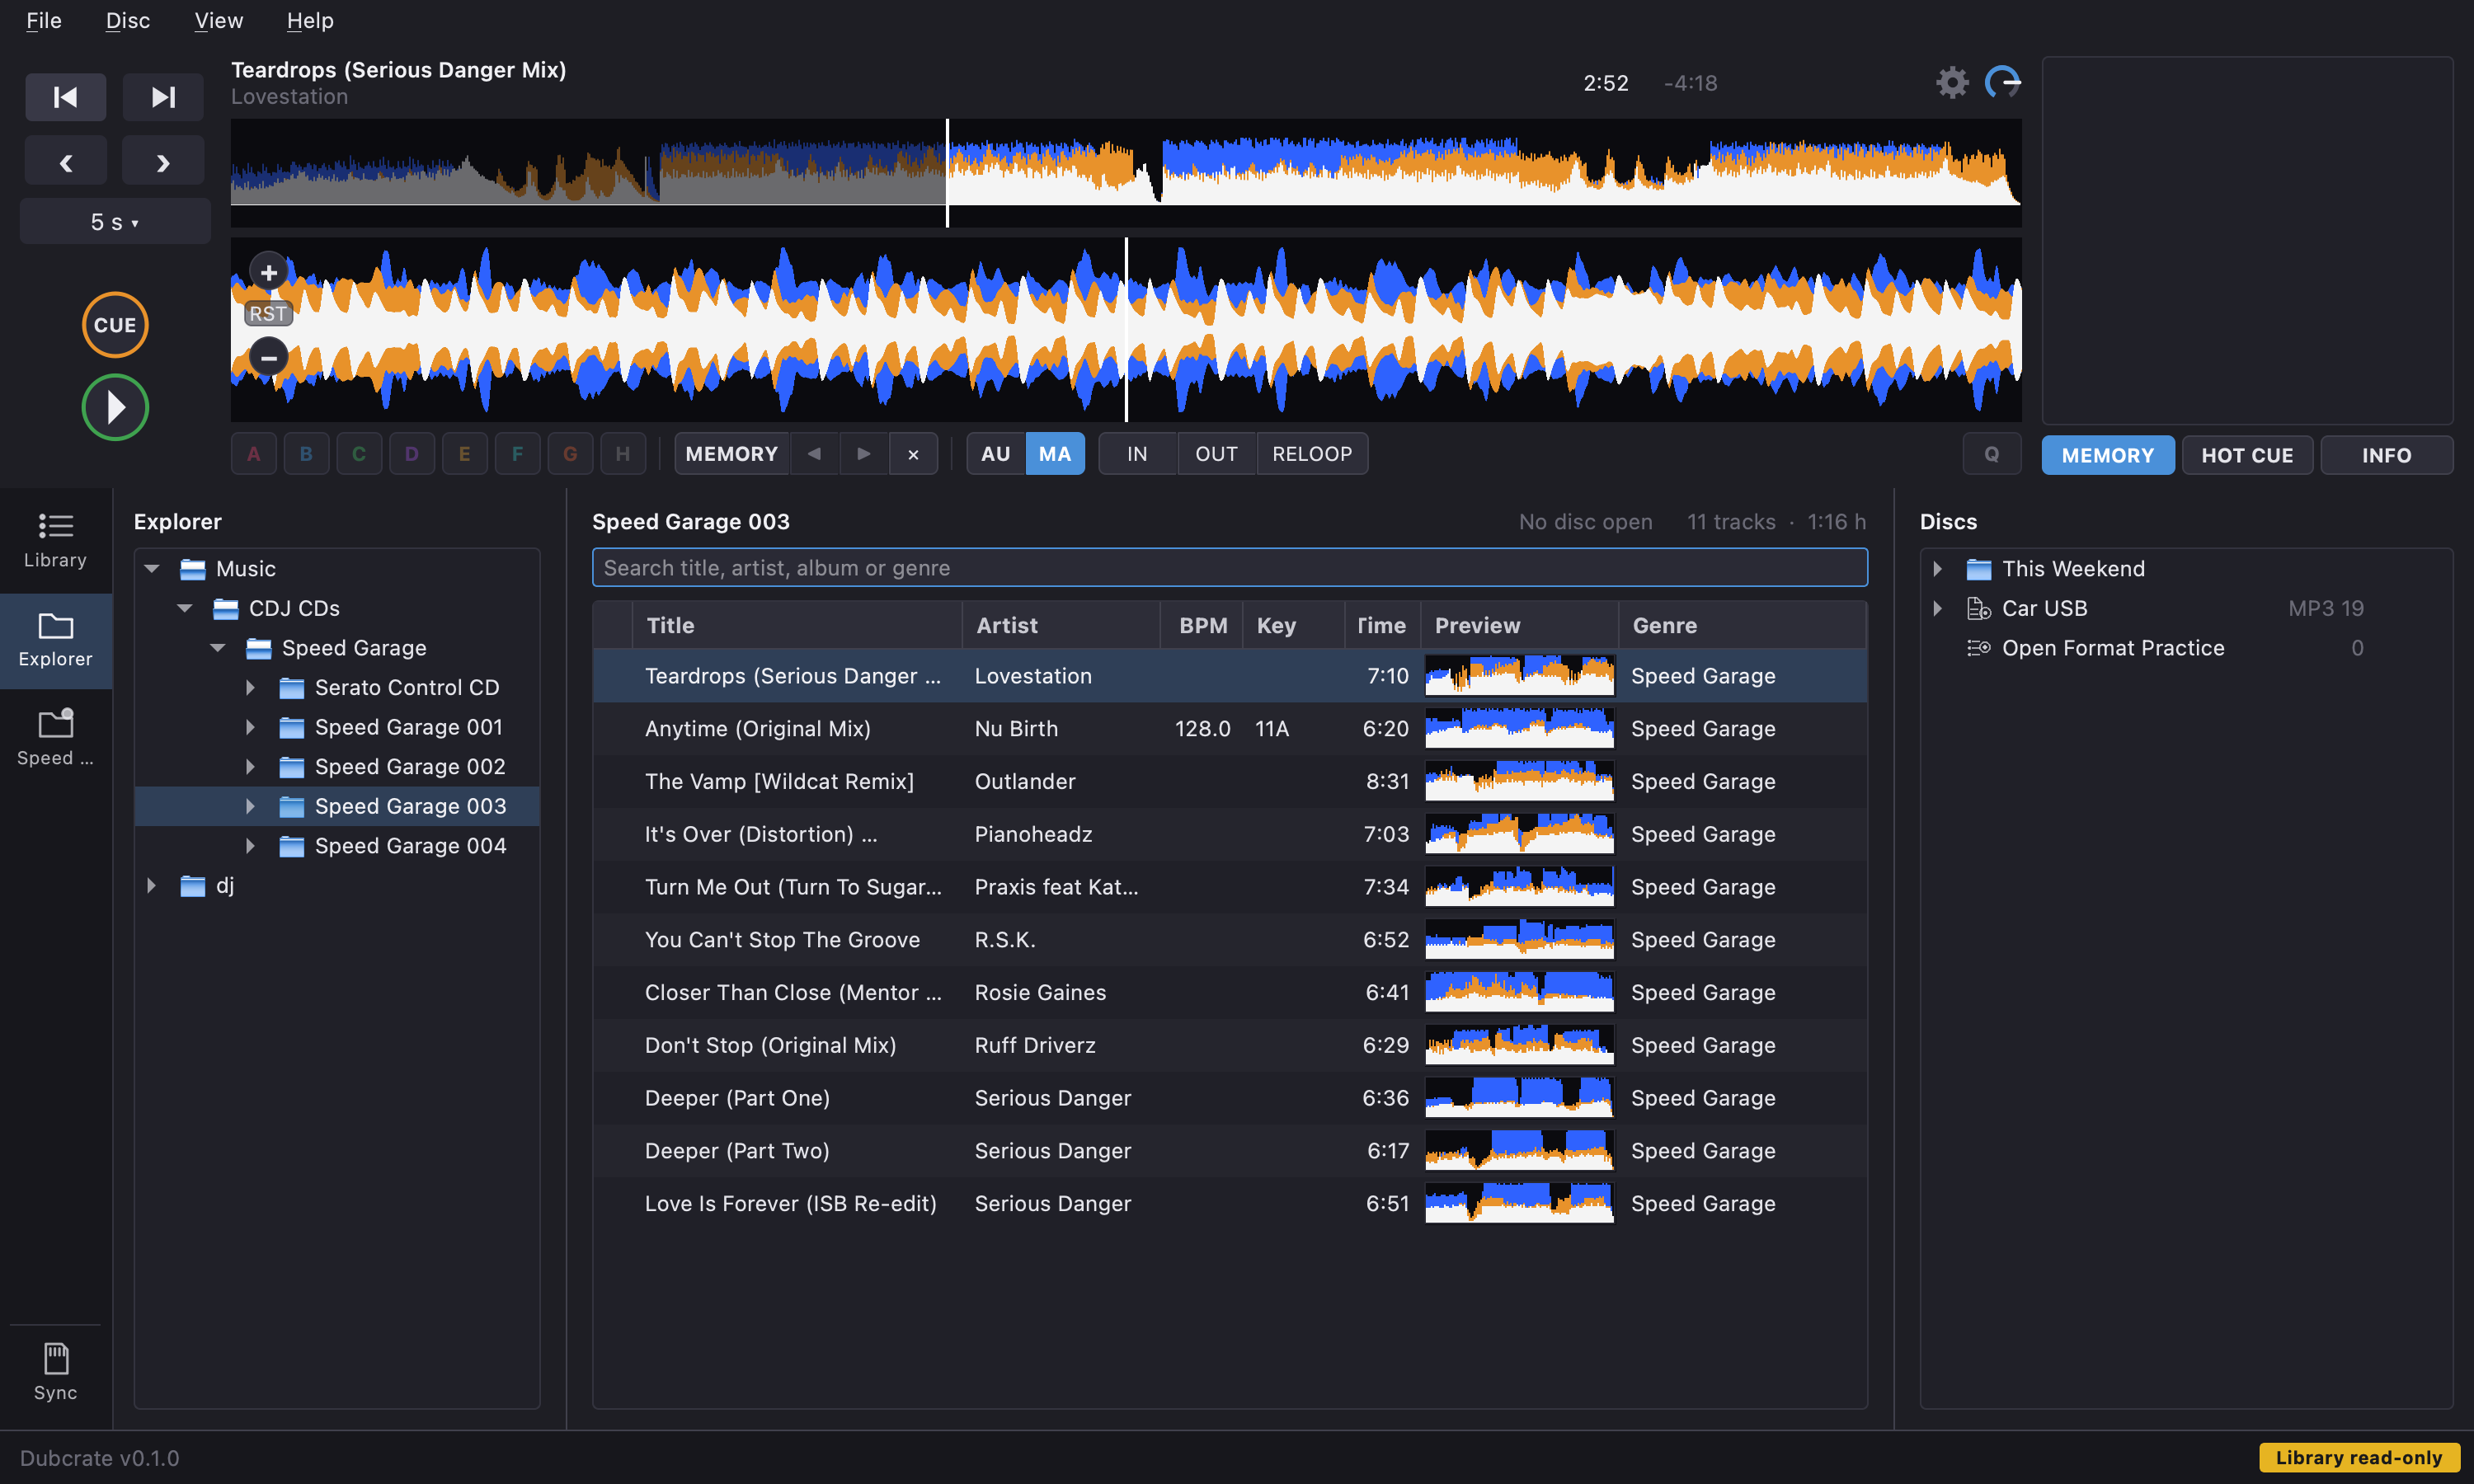 File Disc View Help
Teardrops (Serious Danger Mix)
Lovestation
2:52 -4:18
5 s
CUE
RST
A B C D E F G H MEMORY × AU MA IN OUT RELOOP Q MEMORY HOT CUE INFO
Library
Explorer
Speed ...
Sync
Explorer
Music
CDJ CDs
Speed Garage
Serato Control CD
Speed Garage 001
Speed Garage 002
Speed Garage 003
Speed Garage 004
dj
Speed Garage 003 No disc open 11 tracks · 1:16 h
Search title, artist, album or genre
Title Artist BPM Key Time Preview Genre
Teardrops (Serious Danger ... Lovestation 7:10 Speed Garage
Anytime (Original Mix) Nu Birth 128.0 11A 6:20 Speed Garage
The Vamp [Wildcat Remix] Outlander 8:31 Speed Garage
It's Over (Distortion) ... Pianoheadz 7:03 Speed Garage
Turn Me Out (Turn To Sugar... Praxis feat Kat... 7:34 Speed Garage
You Can't Stop The Groove R.S.K. 6:52 Speed Garage
Closer Than Close (Mentor ... Rosie Gaines 6:41 Speed Garage
Don't Stop (Original Mix) Ruff Driverz 6:29 Speed Garage
Deeper (Part One) Serious Danger 6:36 Speed Garage
Deeper (Part Two) Serious Danger 6:17 Speed Garage
Love Is Forever (ISB Re-edit) Serious Danger 6:51 Speed Garage
Discs
This Weekend
Car USB MP3 19
Open Format Practice 0
Dubcrate v0.1.0
Library read-only